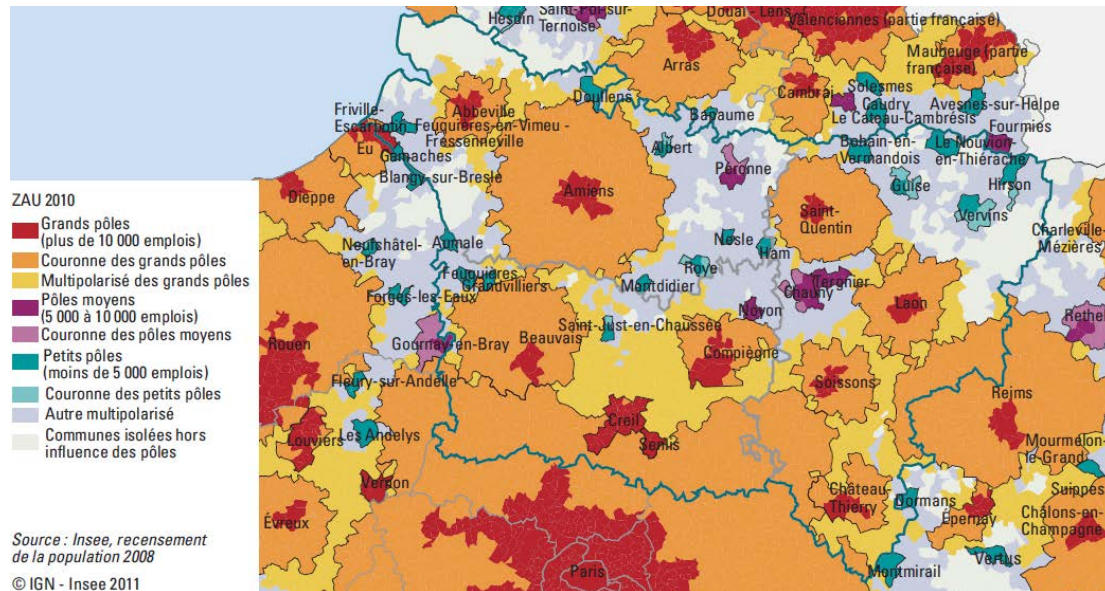 Hesdin
Saint-Pol-sur-
Ternoise
Douai - Lens
Valenciennes (partie française)
Arras
Maubeuge (partie
française)
Cambrai
Solesmes
Caudry
Le Cateau-Cambrésis
Avesnes-sur-Helpe
Fourmies
Doullens
Bapaume
Friville-
Escarbotin
Abbeville
Feuquières-en-Vimeu -
Fressenneville
Eu
Gamaches
Blangy-sur-Bresle
Albert
Bohain-en-
Vermandois
Le Nouvion-
en-Thiérache
Péronne
Guise
Hirson
Dieppe
Amiens
Saint-
Quentin
Vervins
Charleville-
Mézières
Neufshâtel-
en-Bray
Aumale
Nesle
Ham
Feuquières
Grandvilliers
Montdidier
Roye
Tergnier
Chauny
Forges-les-Eaux
Noyon
Laon
Rethel
Saint-Just-en-Chaussée
Rouen
Gournay-en-Bray
Beauvais
Compiègne
Fleury-sur-Andelle
Soissons
Reims
Louviers
Les Andelys
Creil
Senlis
Mourmelon-
le-Grand
Vernon
Château-
Thierry
Dormans
Suippes
Évreux
Épernay
Châlons-en-
Champagne
Paris
Montmirail
Vertus
ZAU 2010
Grands pôles
(plus de 10 000 emplois)
Couronne des grands pôles
Multipolarisé des grands pôles
Pôles moyens
(5 000 à 10 000 emplois)
Couronne des pôles moyens
Petits pôles
(moins de 5 000 emplois)
Couronne des petits pôles
Autre multipolarisé
Communes isolées hors
influence des pôles
Source : Insee, recensement
de la population 2008
© IGN - Insee 2011